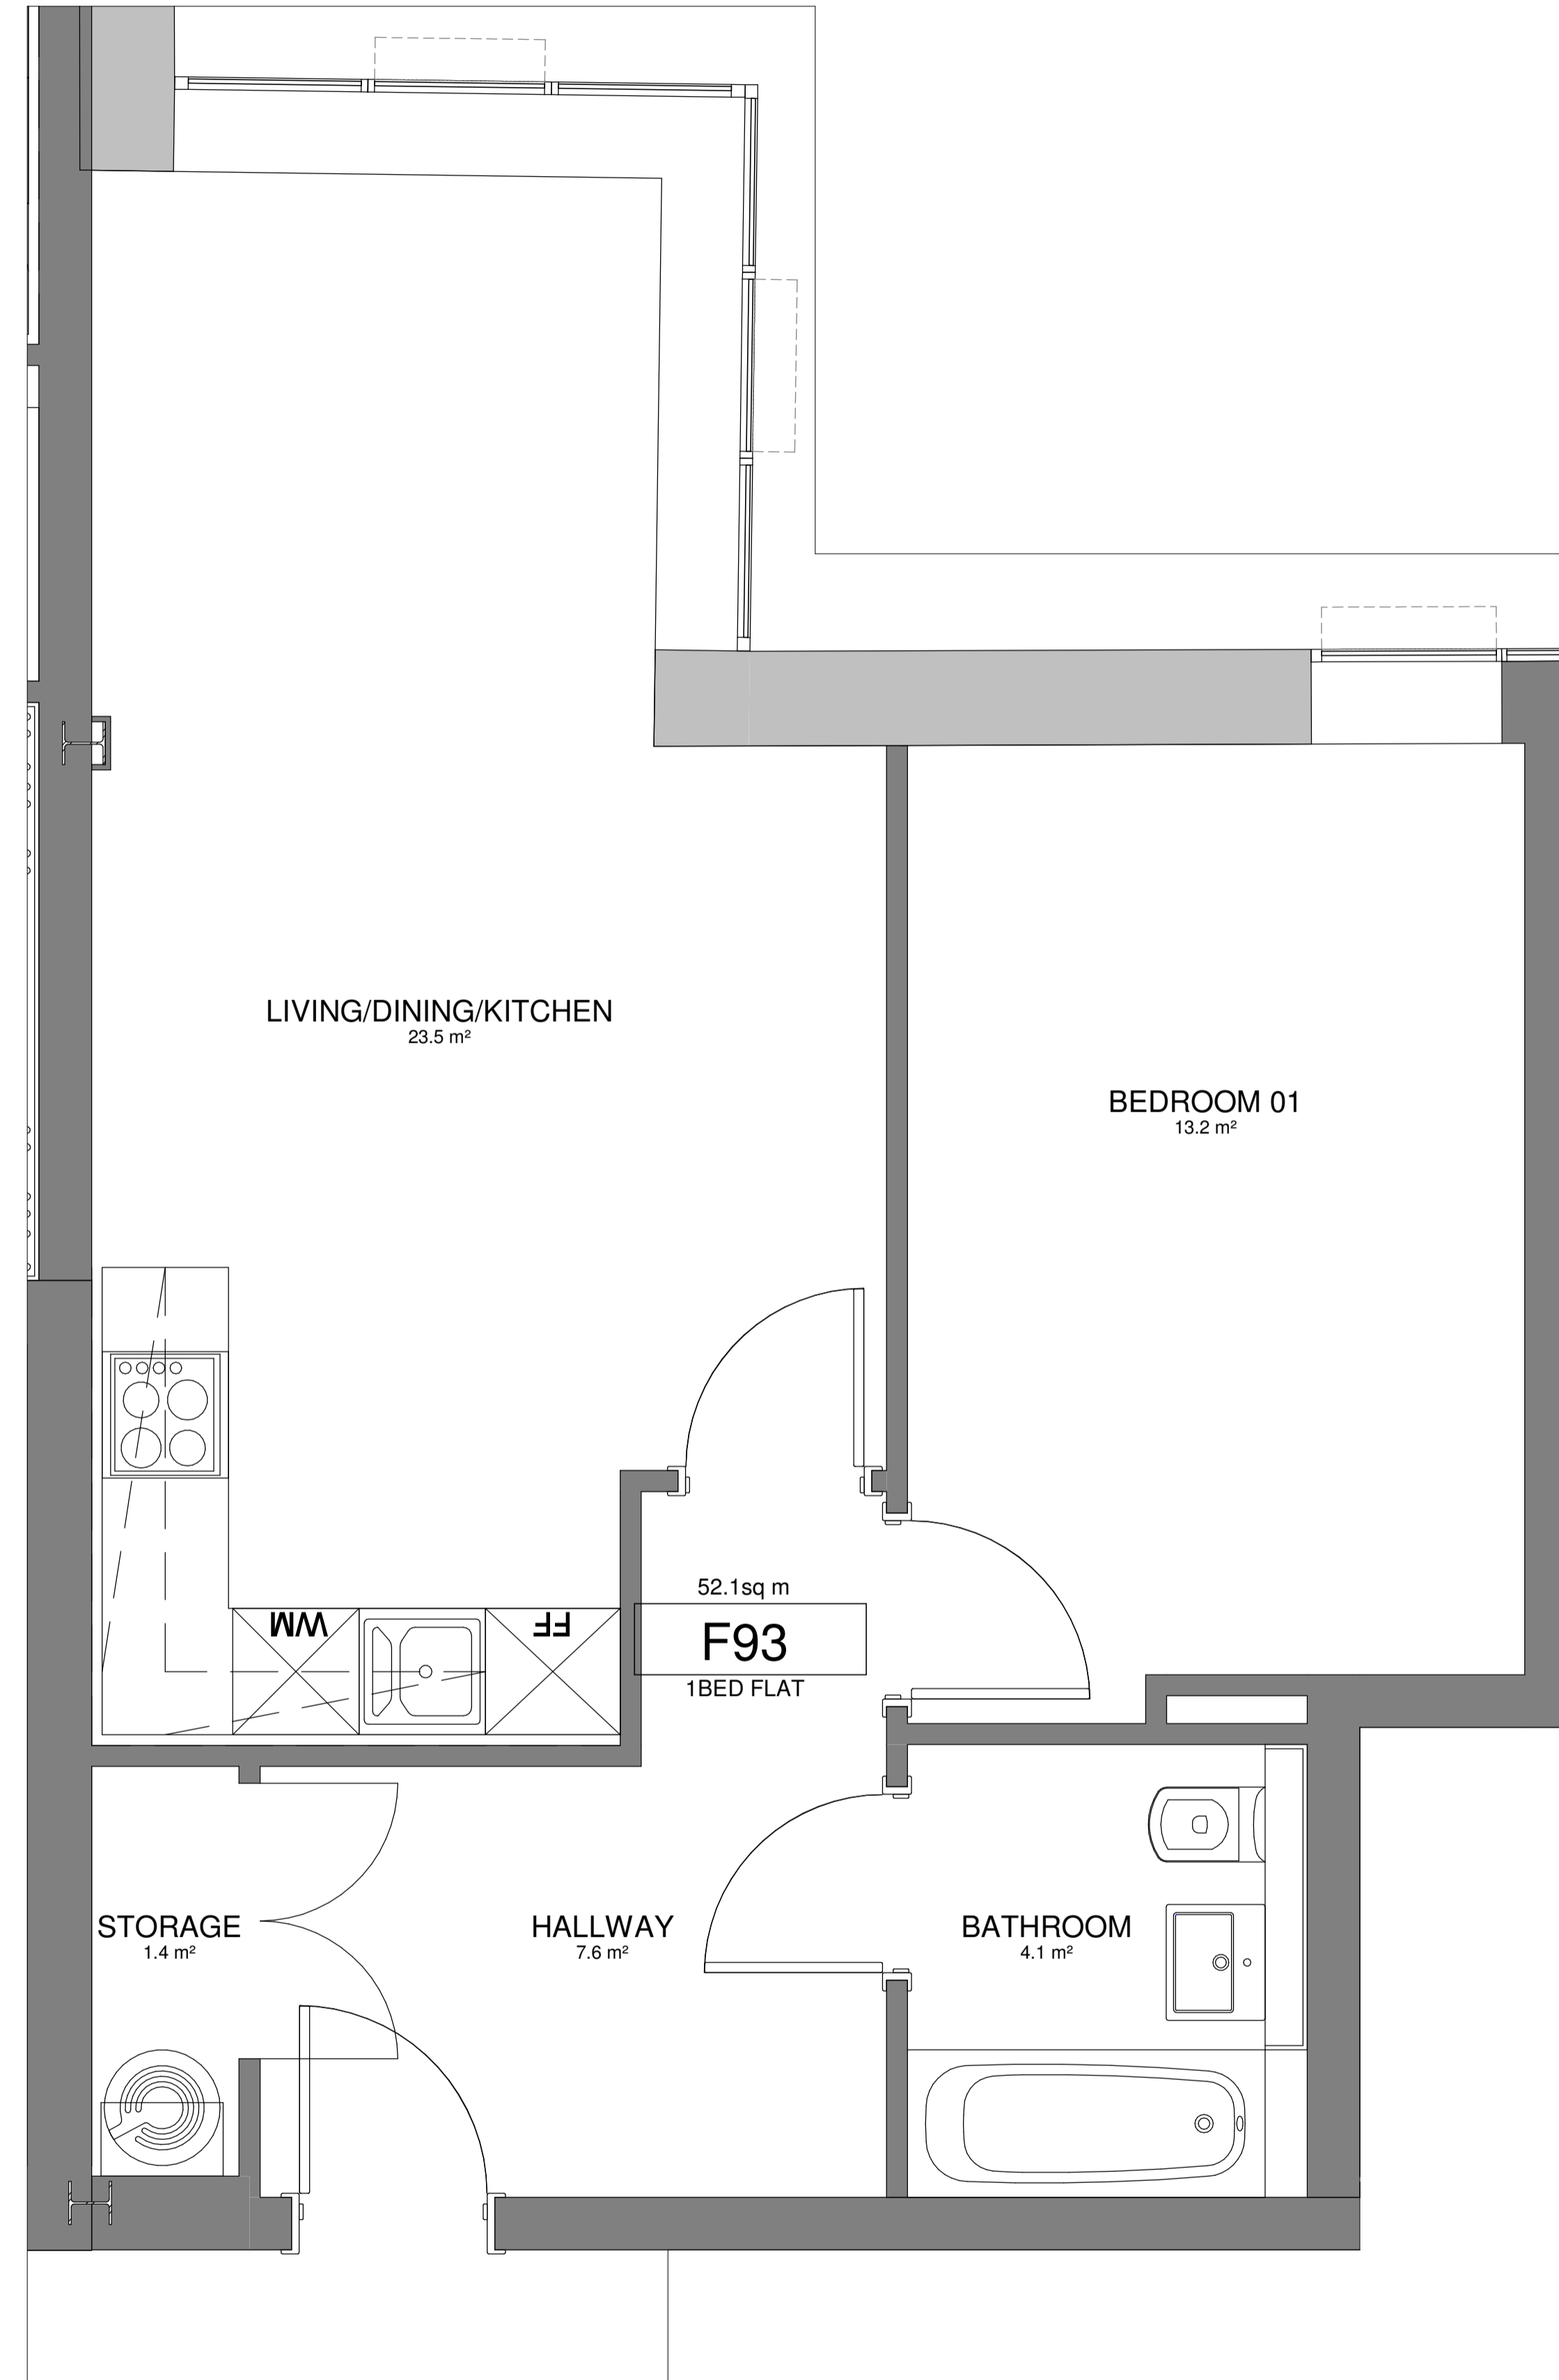 LIVING/DINING/KITCHEN
23.5 m²
BEDROOM 01
13.2 m²
52.1sq m
F93
1BED FLAT
WM
FF
STORAGE
1.4 m²
HALLWAY
7.6 m²
BATHROOM
4.1 m²